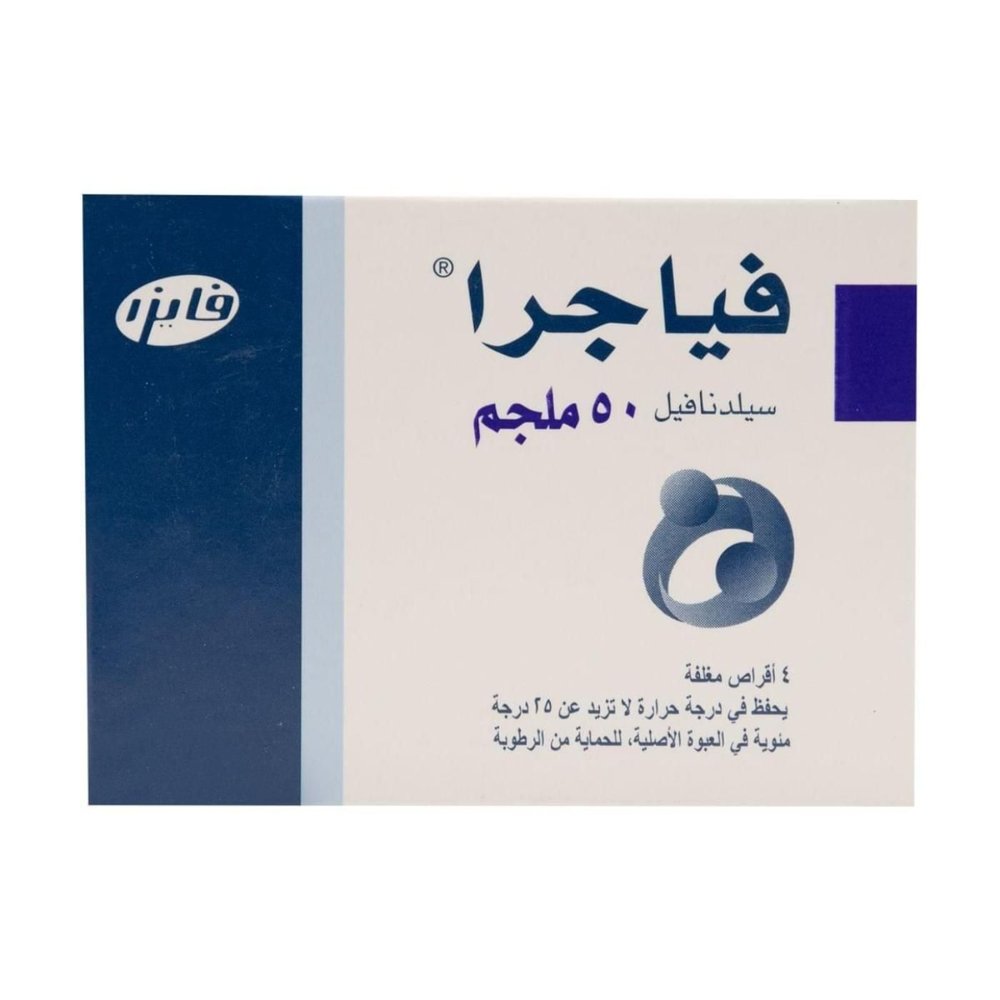 فايزر
فياجرا ®
سيلدنافيل ٥٠ ملجم
٤ أقراص مغلفة
يحفظ في درجة حرارة لا تزيد عن ٢٥ درجة
مئوية في العبوة الأصلية، للحماية من الرطوبة